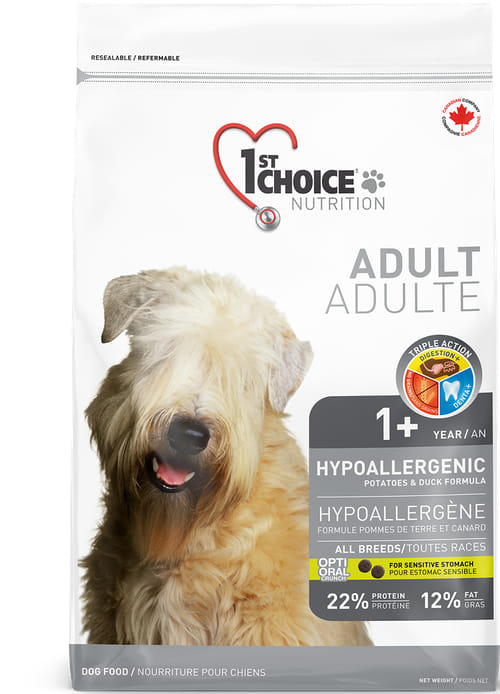 RESEALABLE / REFERMABLE
CANADIAN COMPANY
COMPAGNIE CANADIENNE
1ST CHOICE
NUTRITION
ADULT
ADULTE
TRIPLE ACTION
DIGESTION+
DENTA+
1+ YEAR/AN
HYPOALLERGENIC
POTATOES & DUCK FORMULA
HYPOALLERGÈNE
FORMULE POMMES DE TERRE ET CANARD
ALL BREEDS/TOUTES RACES
OPTI
ORAL
CRUNCH
FOR SENSITIVE STOMACH
POUR ESTOMAC SENSIBLE
22% PROTEIN
PROTÉINE
12% FAT
GRAS
DOG FOOD / NOURRITURE POUR CHIENS
NET WEIGHT / POIDS NET